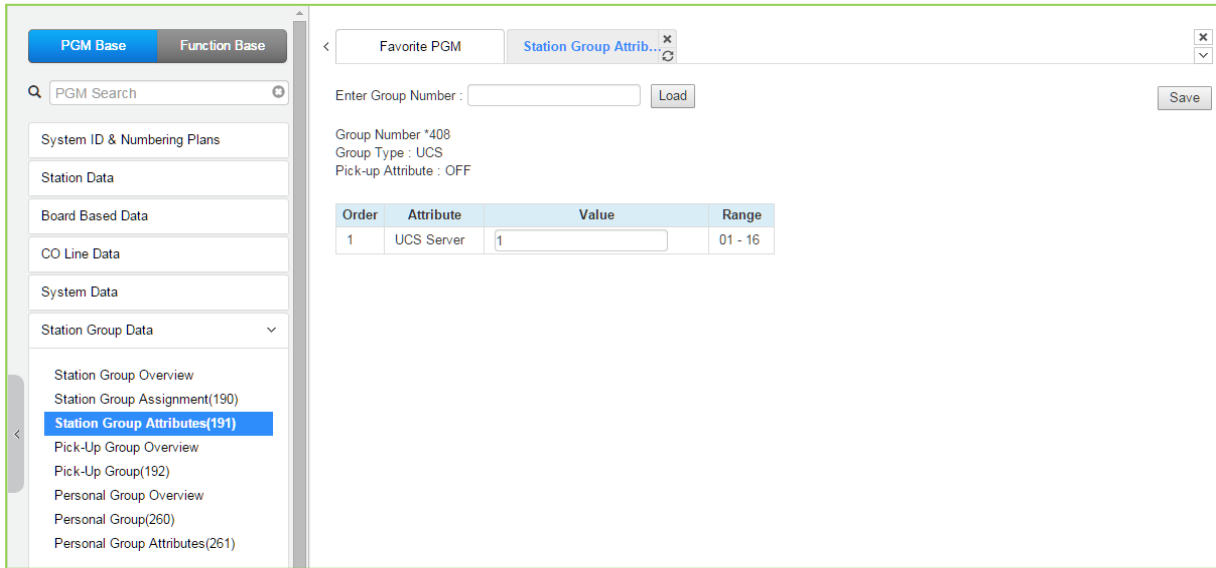 PGM Base Function Base
PGM Search
System ID & Numbering Plans
Station Data
Board Based Data
CO Line Data
System Data
Station Group Data
Station Group Overview
Station Group Assignment(190)
Station Group Attributes(191)
Pick-Up Group Overview
Pick-Up Group(192)
Personal Group Overview
Personal Group(260)
Personal Group Attributes(261)
Favorite PGM Station Group Attrib...
Enter Group Number : Load Save
Group Number *408
Group Type : UCS
Pick-up Attribute : OFF
Order Attribute Value Range
1 UCS Server 1 01 - 16